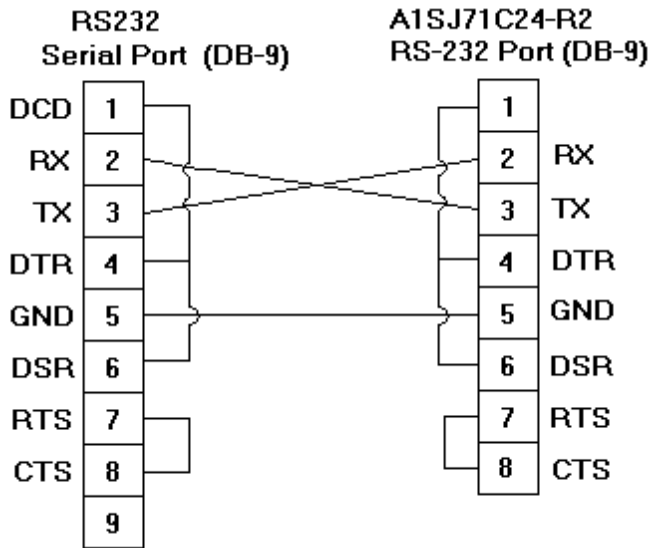 RS232
Serial Port (DB-9)
A1SJ71C24-R2
RS-232 Port (DB-9)
DCD 1 1
RX 2 2 RX
TX 3 3 TX
DTR 4 4 DTR
GND 5 5 GND
DSR 6 6 DSR
RTS 7 7 RTS
CTS 8 8 CTS
9